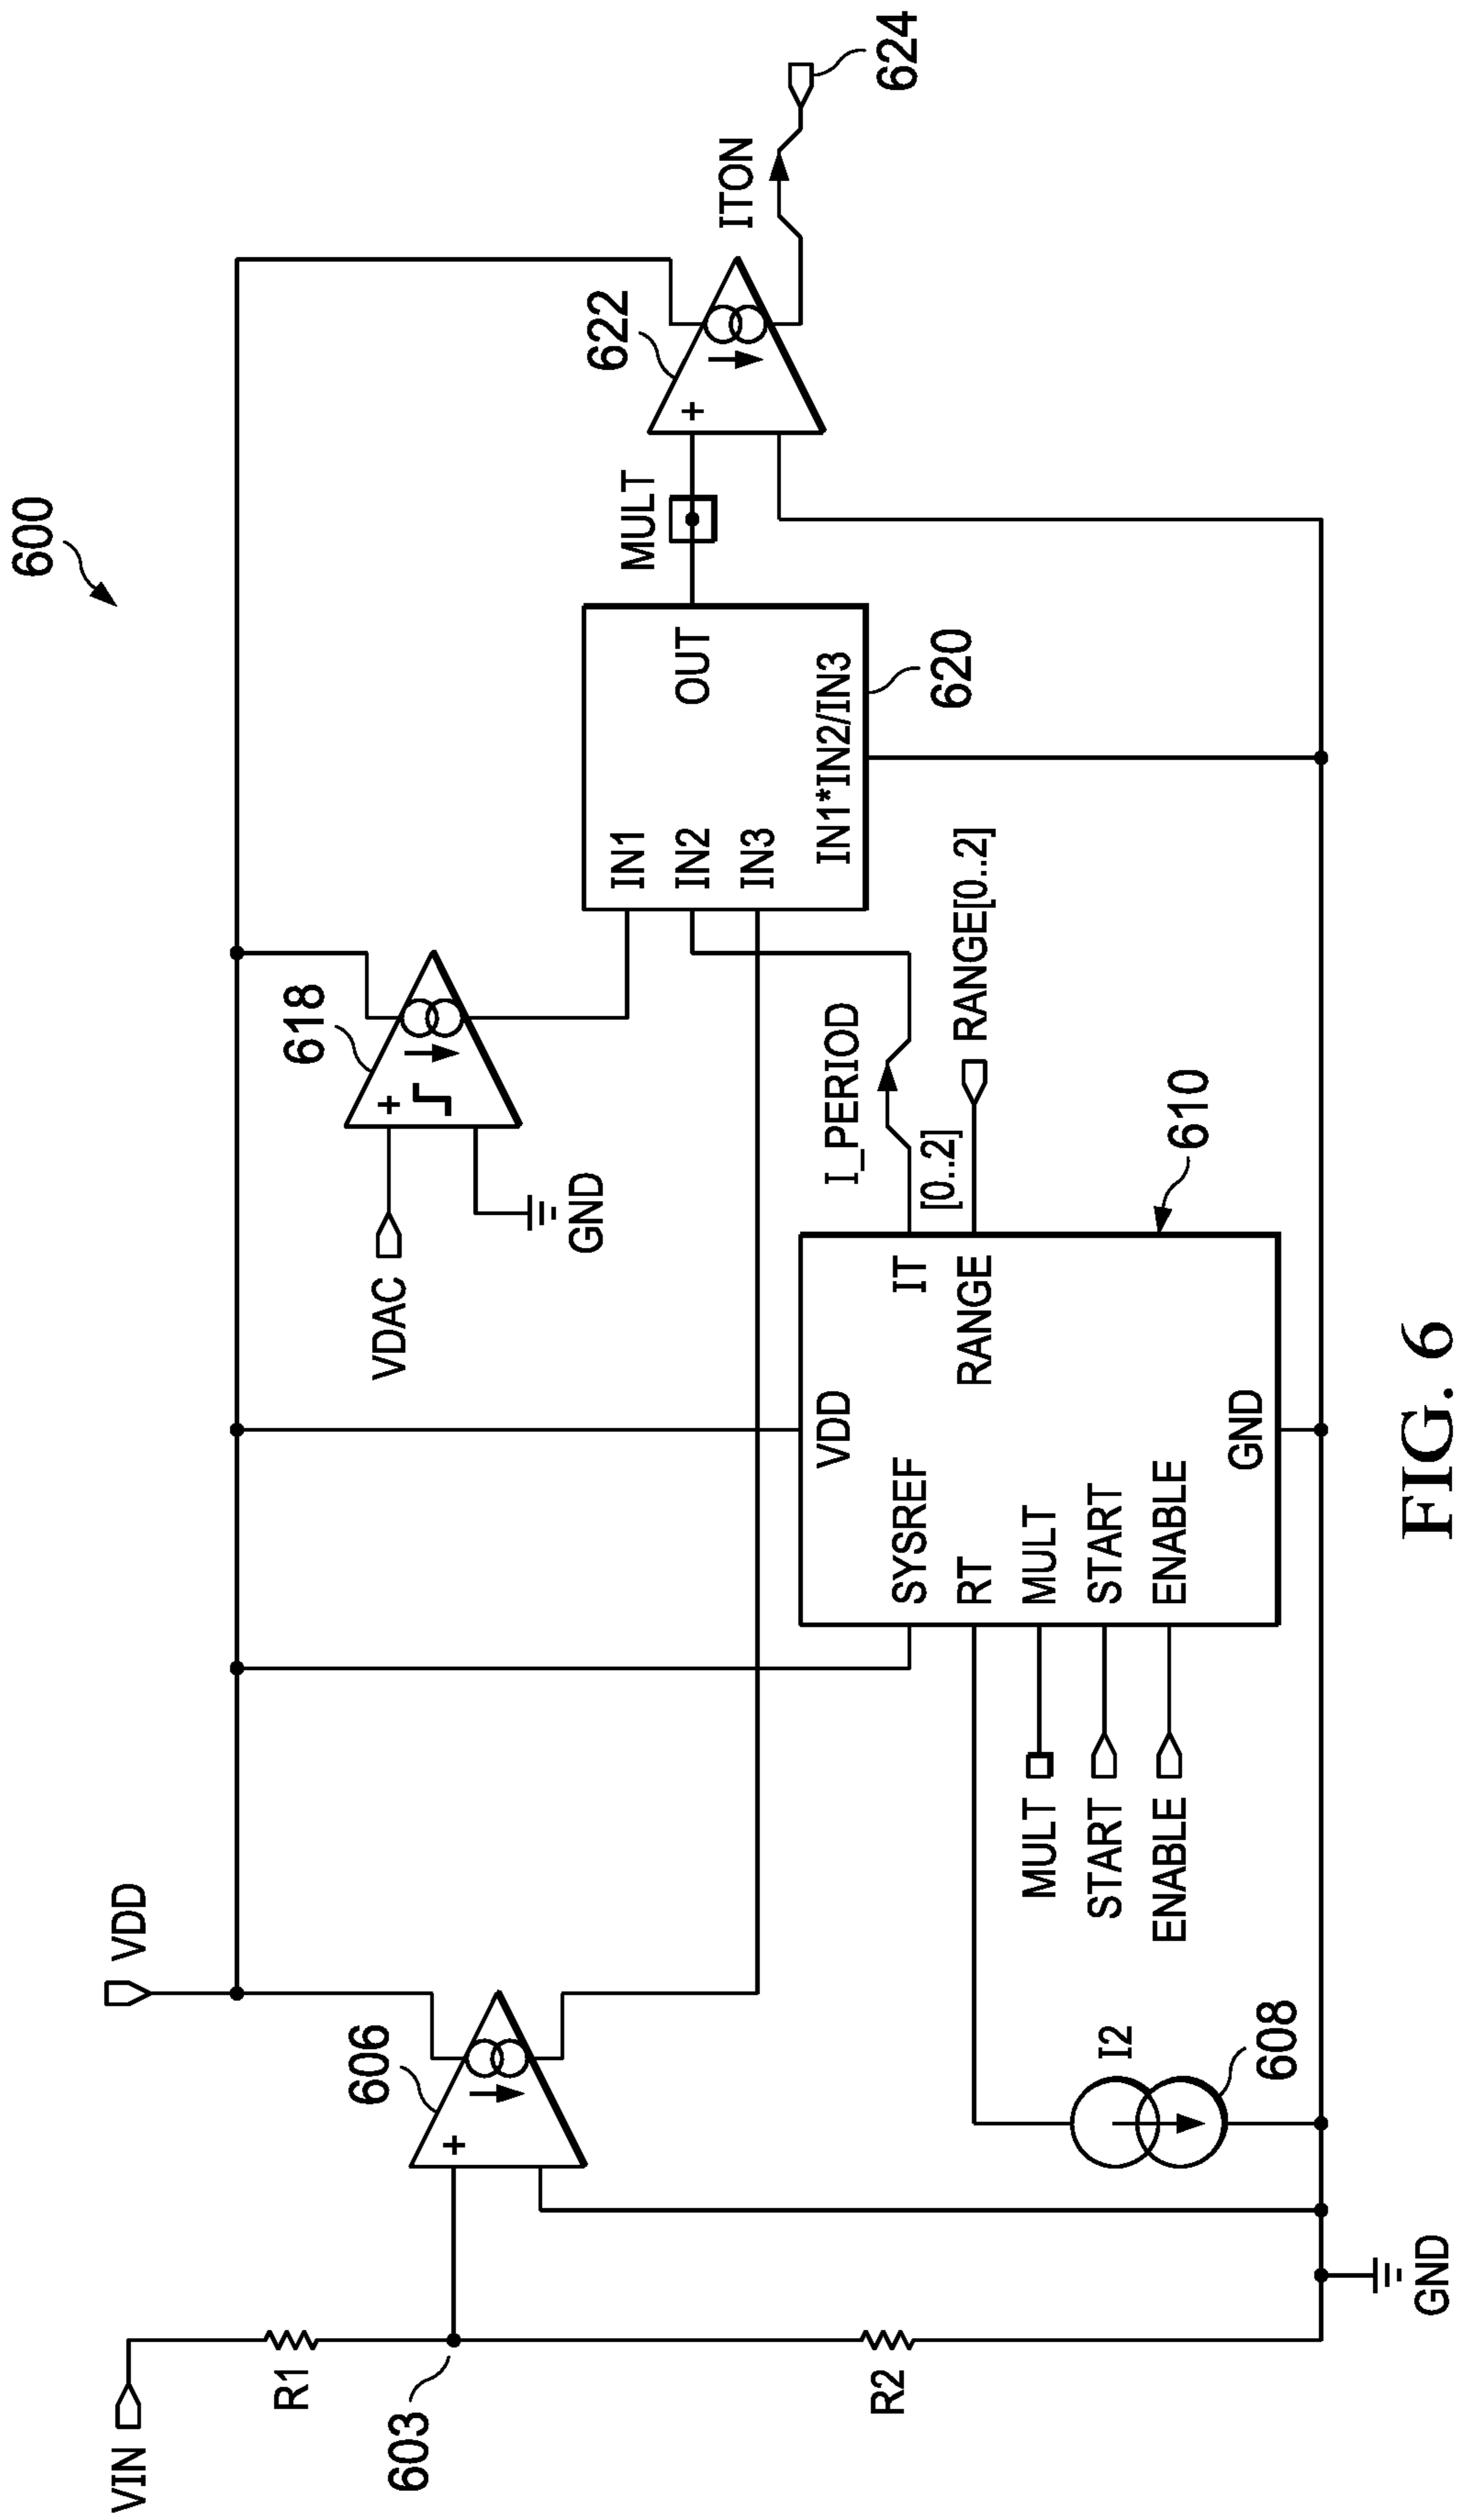 600
VIN
R1
603
R2
GND
VDD
606
+
I2
608
VDAC
GND
618
+
MULT
START
ENABLE
VDD
SYSREF
RT
MULT
START
ENABLE
GND
IT
RANGE
610
I_PERIOD
[0..2]
RANGE[0..2]
IN1
IN2
IN3
OUT
IN1*IN2/IN3
620
MULT
622
+
ITON
624
FIG. 6